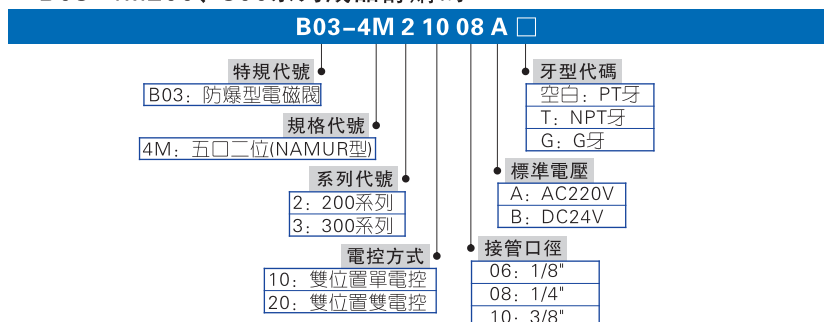 B03-4M 2 10 08 A □
特規代號
B03: 防爆型電磁閥
規格代號
4M: 五口二位(NAMUR型)
系列代號
2: 200系列
3: 300系列
電控方式
10: 雙位置單電控
20: 雙位置雙電控
牙型代碼
空白: PT牙
T: NPT牙
G: G牙
標準電壓
A: AC220V
B: DC24V
接管口徑
06: 1/8"
08: 1/4"
10: 3/8"